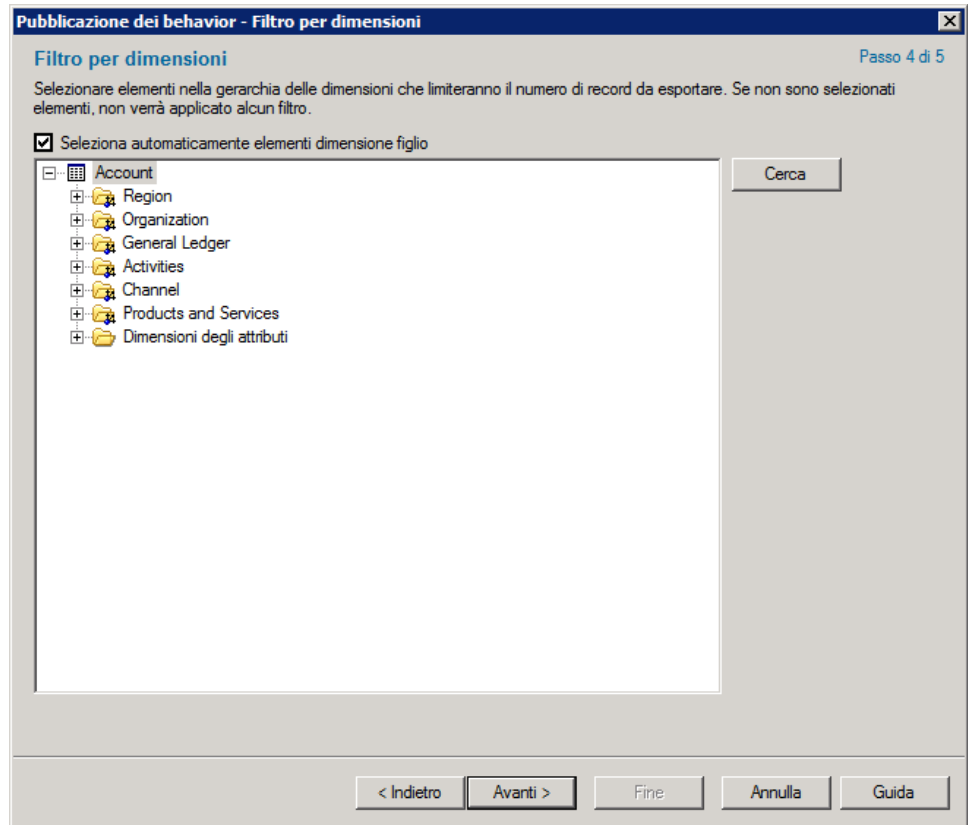 Pubblicazione dei behavior - Filtro per dimensioni
Filtro per dimensioni
Passo 4 di 5
Selezionare elementi nella gerarchia delle dimensioni che limiteranno il numero di record da esportare. Se non sono selezionati
elementi, non verrà applicato alcun filtro.
Seleziona automaticamente elementi dimensione figlio
Account
Cerca
Region
Organization
General Ledger
Activities
Channel
Products and Services
Dimensioni degli attributi
< Indietro
Avanti >
Fine
Annulla
Guida